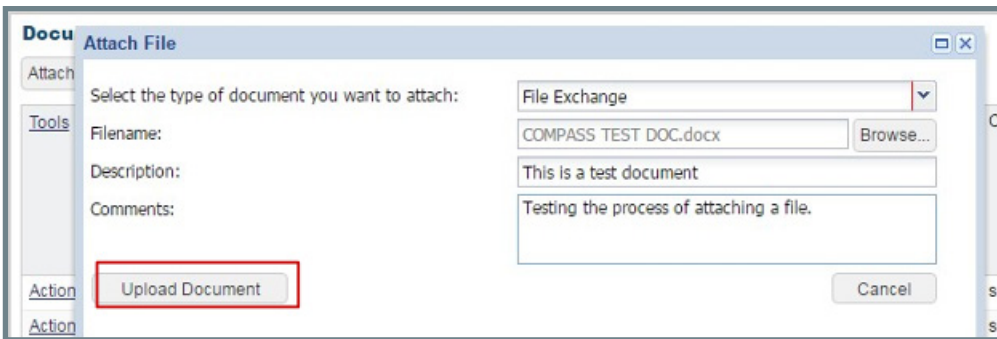 Docu
Attach File
Attach
Select the type of document you want to attach: File Exchange
Tools
Filename: COMPASS TEST DOC.docx Browse...
Description: This is a test document
Comments: Testing the process of attaching a file.
Action Upload Document Cancel s
Action s